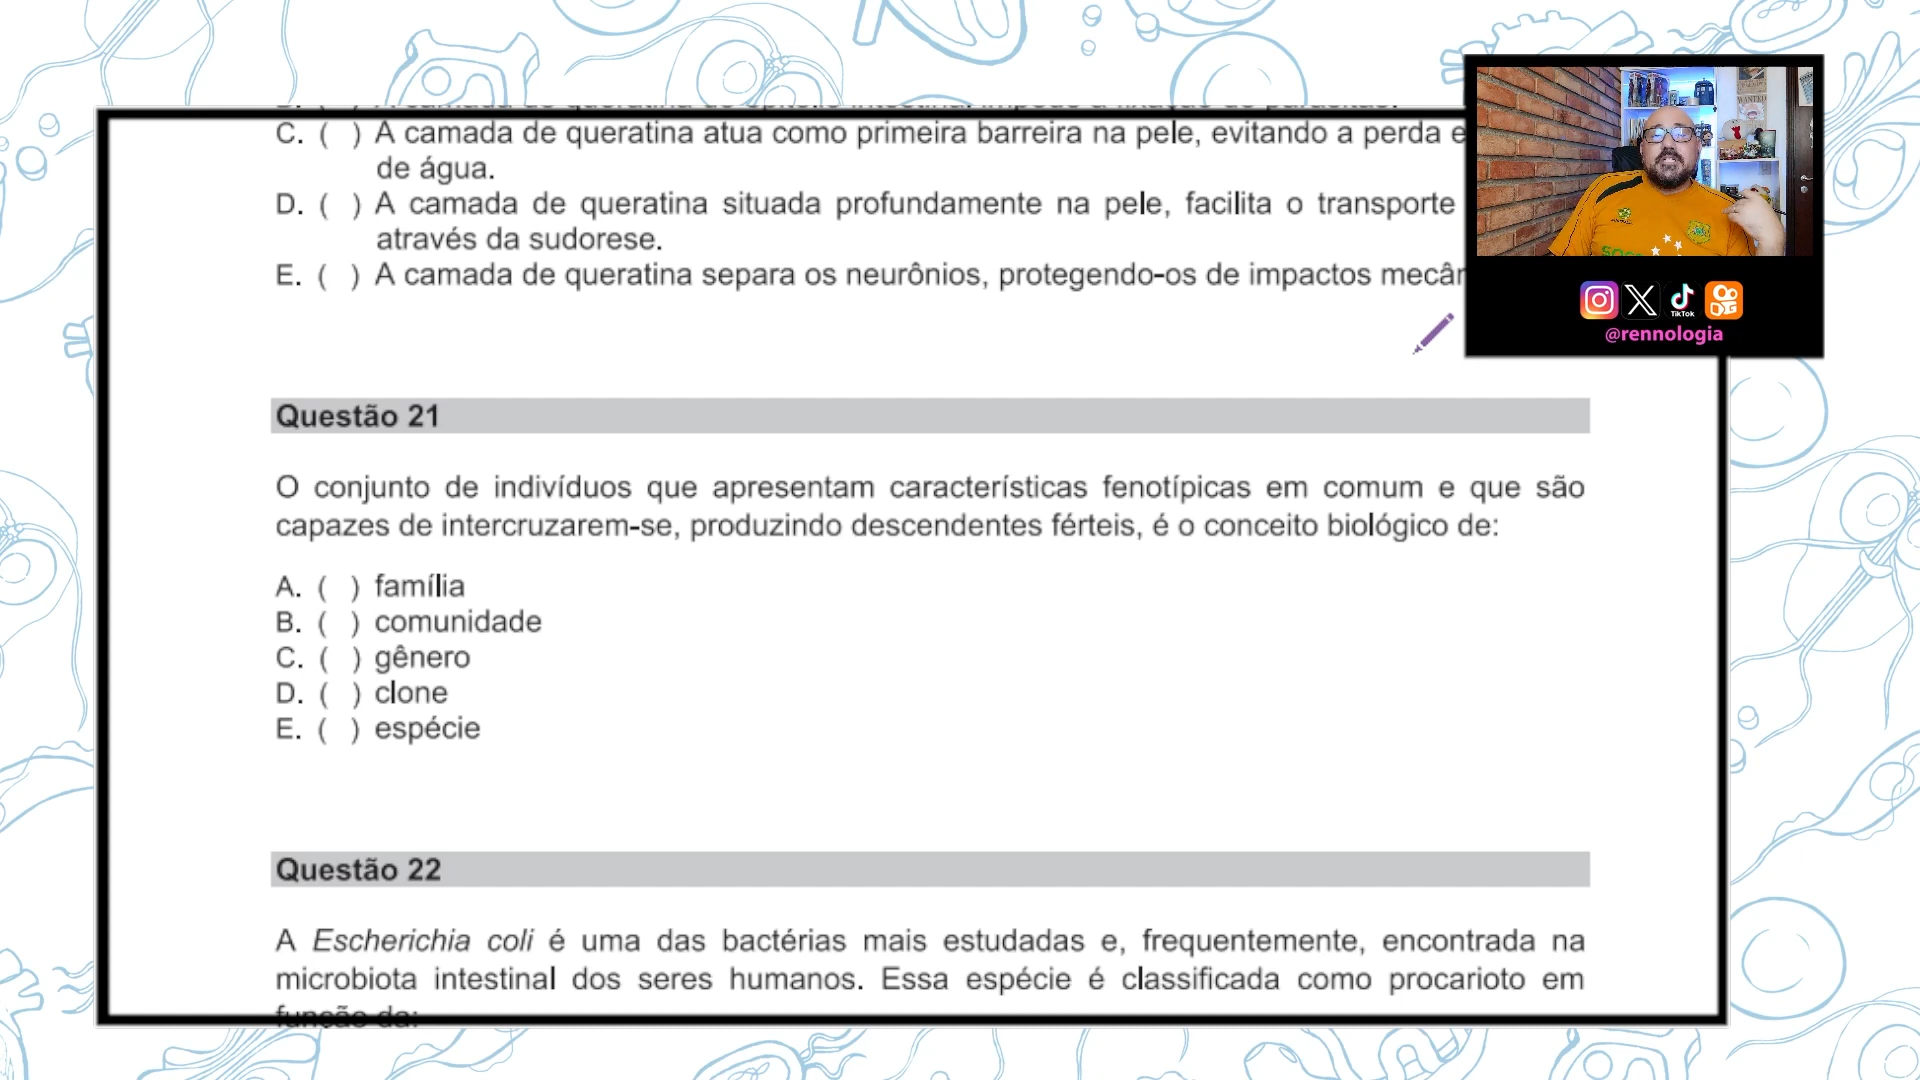 C. ( ) A camada de queratina atua como primeira barreira na pele, evitando a perda e
de água.
D. ( ) A camada de queratina situada profundamente na pele, facilita o transporte
através da sudorese.
E. ( ) A camada de queratina separa os neurônios, protegendo-os de impactos mecân
TikTok
@rennologia
Questão 21
O conjunto de indivíduos que apresentam características fenotípicas em comum e que são
capazes de intercruzarem-se, produzindo descendentes férteis, é o conceito biológico de:
A. ( ) família
B. ( ) comunidade
C. ( ) gênero
D. ( ) clone
E. ( ) espécie
Questão 22
A Escherichia coli é uma das bactérias mais estudadas e, frequentemente, encontrada na
microbiota intestinal dos seres humanos. Essa espécie é classificada como procarioto em
função da: